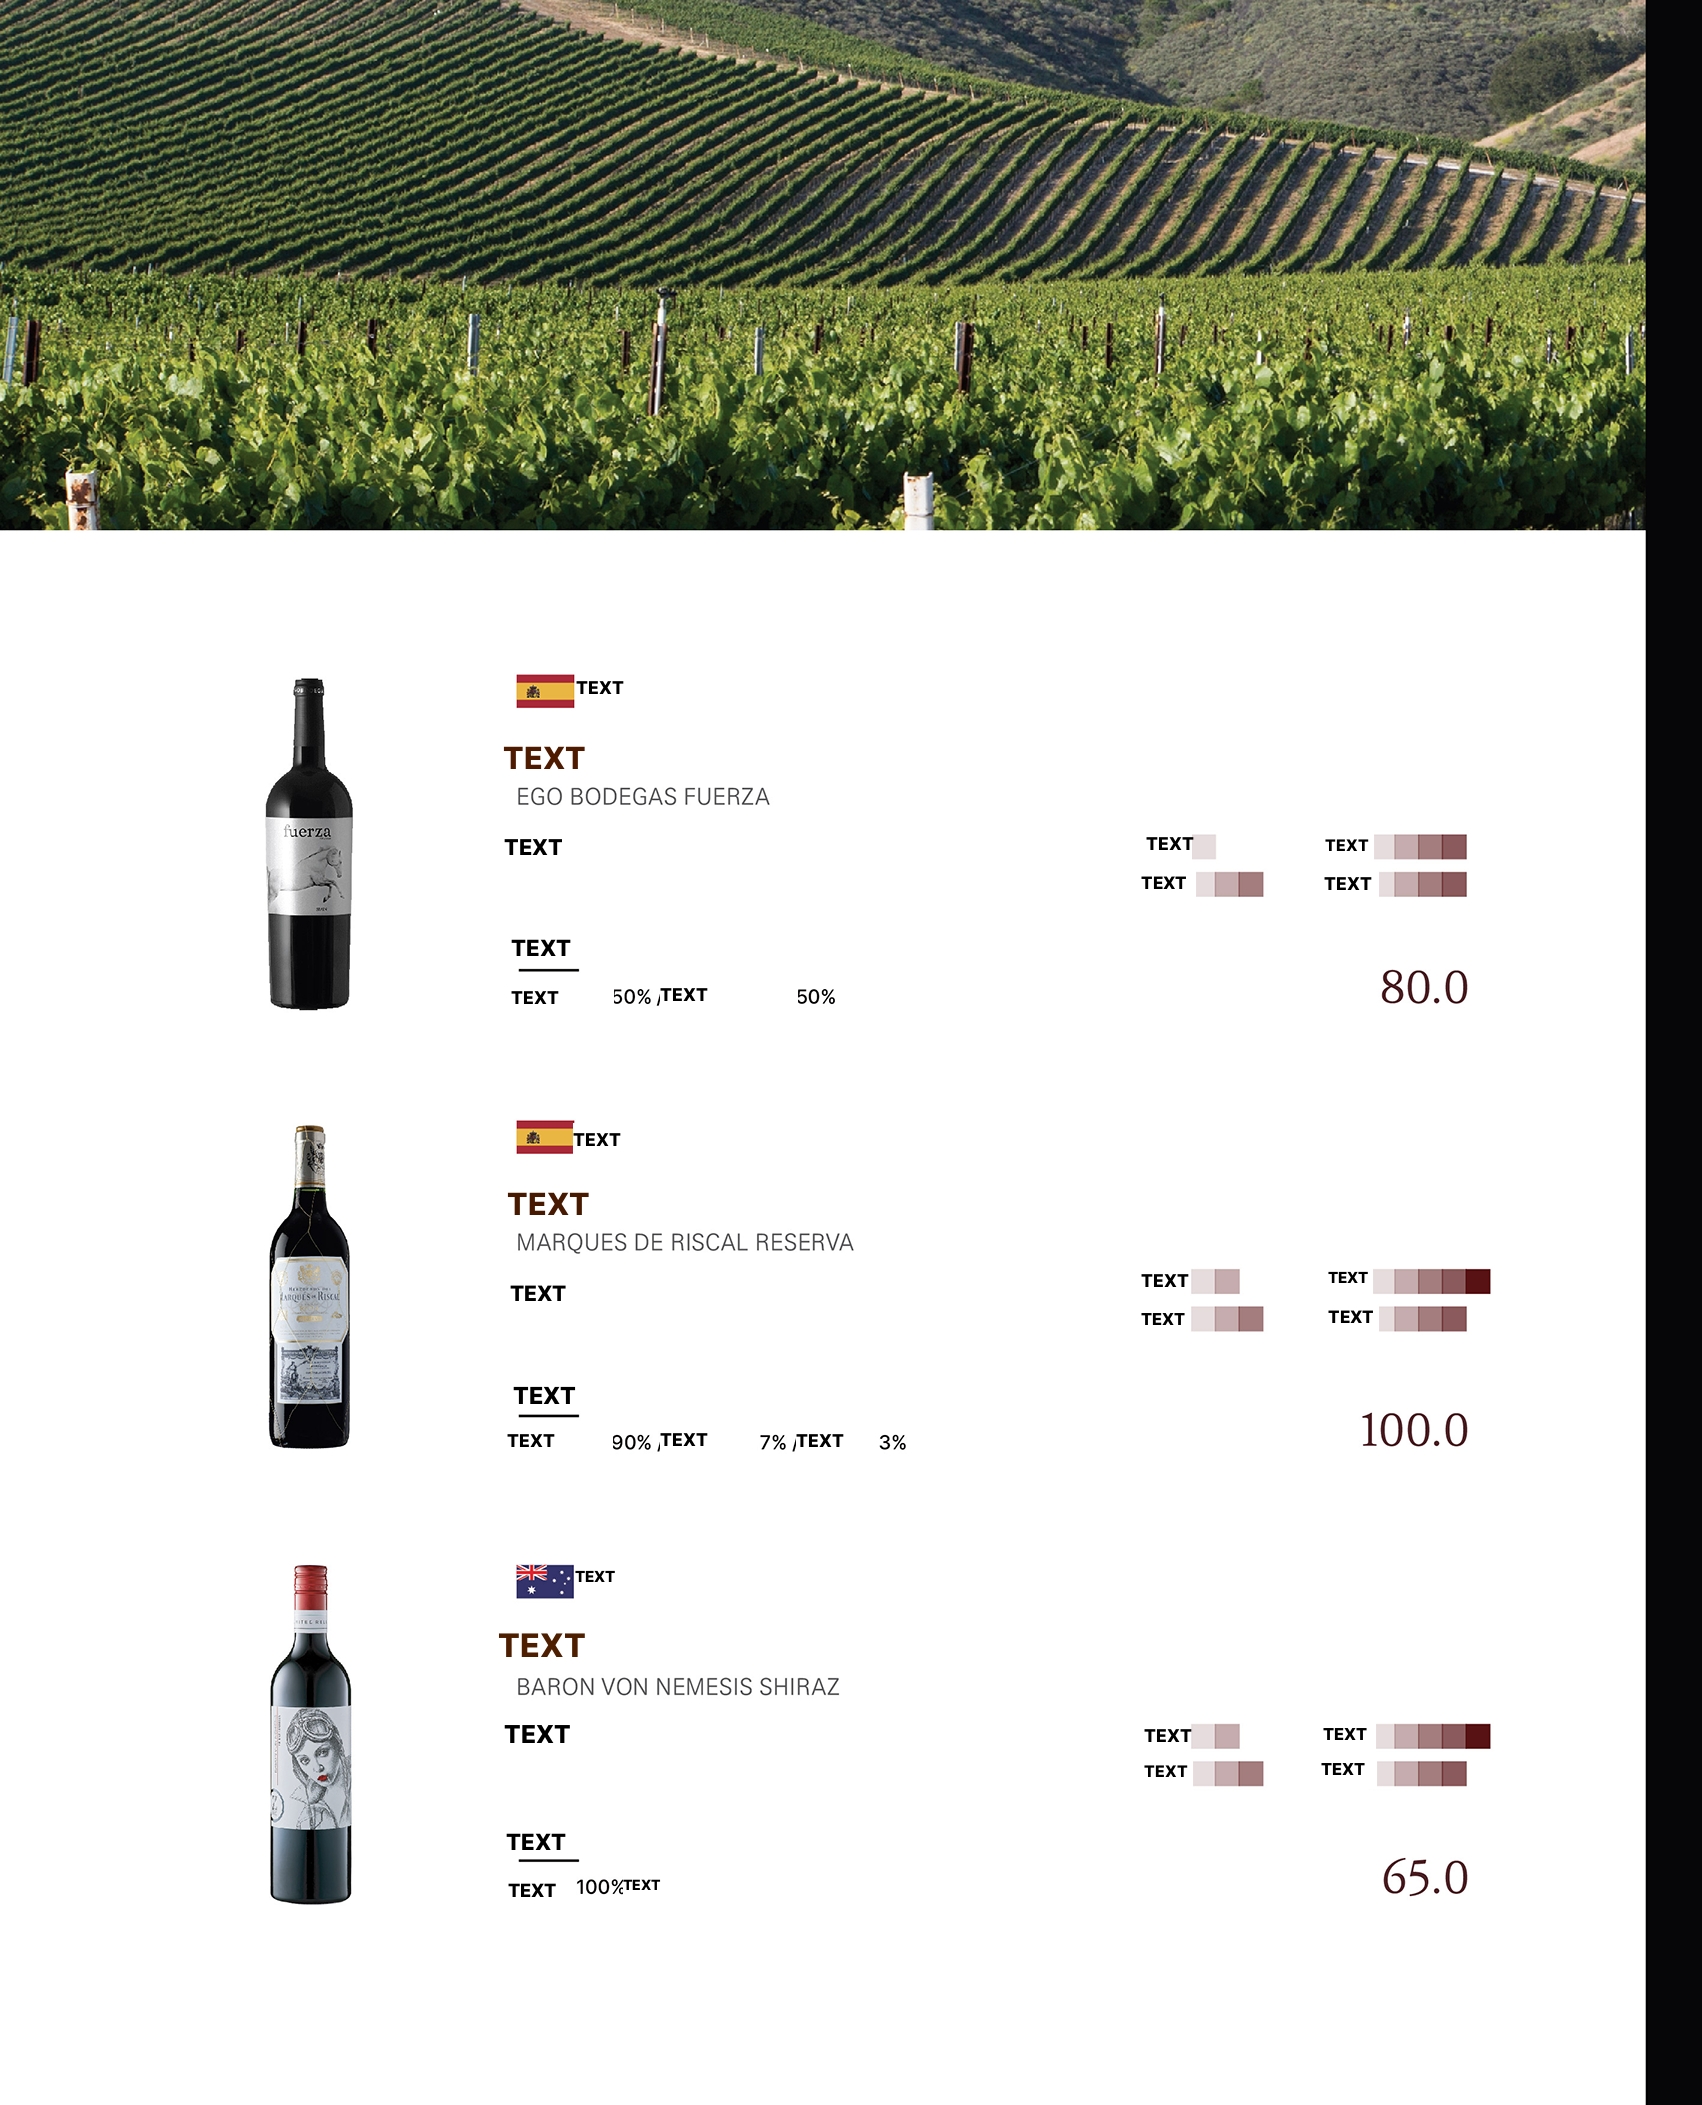 TEXT
TEXT
EGO BODEGAS FUERZA
fuerza
TEXT
TEXT TEXT
TEXT TEXT
TEXT
TEXT 50% / TEXT 50%
80.0
TEXT
TEXT
MARQUES DE RISCAL RESERVA
TEXT
TEXT TEXT
MARQUES DE RISCAL
TEXT TEXT
TEXT
TEXT 90% / TEXT 7% / TEXT 3%
100.0
TEXT
TEXT
BARON VON NEMESIS SHIRAZ
TEXT
TEXT TEXT
TEXT TEXT
TEXT
TEXT 100% TEXT
65.0